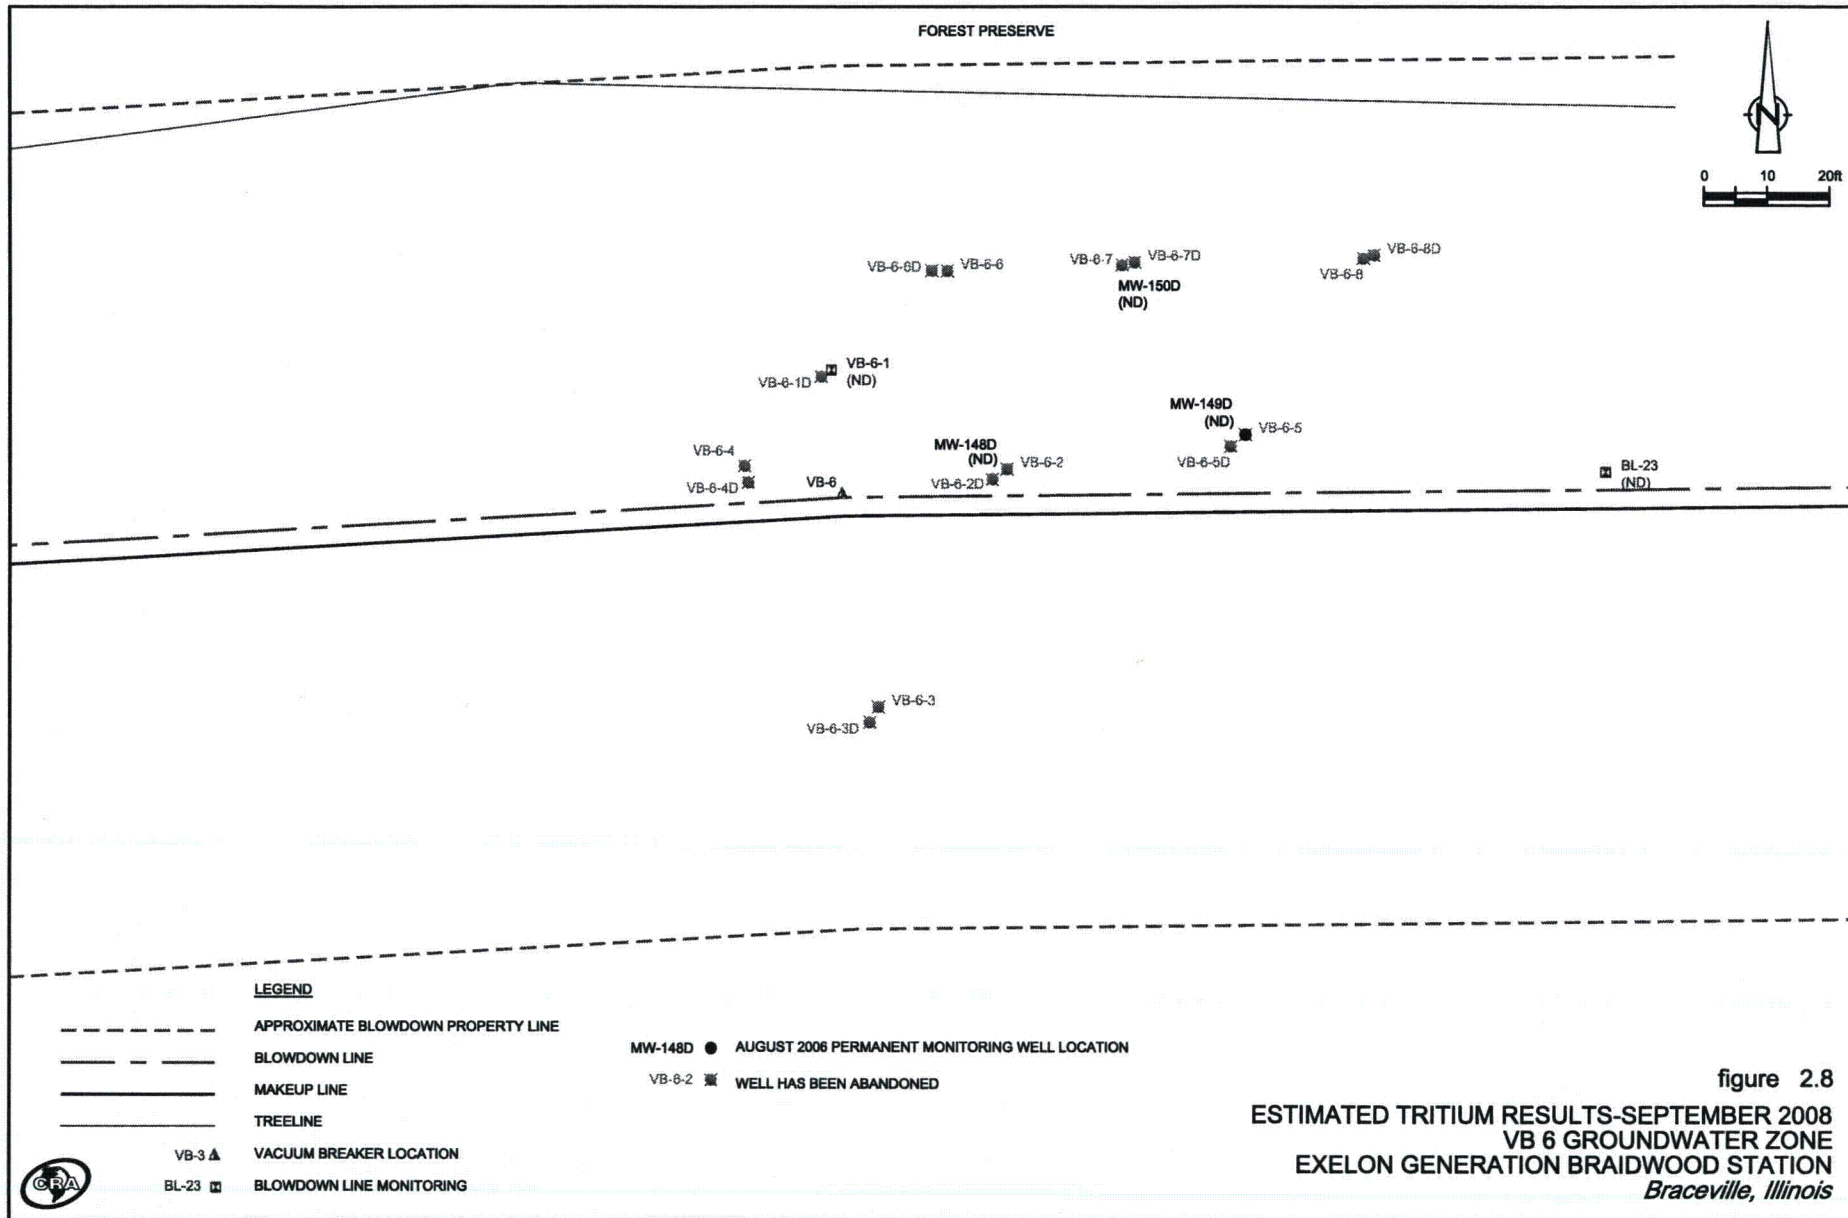 FOREST PRESERVE
N
0 10 20ft
VB-6-6D VB-6-6
VB-6-7 VB-6-7D
MW-150D
(ND)
VB-6-8 VB-6-8D
VB-6-1D
VB-6-1
(ND)
MW-149D
(ND)
VB-6-5
VB-6-5D
VB-6-4
VB-6-4D
VB-6
MW-148D
(ND)
VB-6-2
VB-6-2D
BL-23
(ND)
VB-6-3
VB-6-3D
LEGEND
APPROXIMATE BLOWDOWN PROPERTY LINE
BLOWDOWN LINE
MAKEUP LINE
TREELINE
VB-3 VACUUM BREAKER LOCATION
BL-23 BLOWDOWN LINE MONITORING
MW-148D AUGUST 2006 PERMANENT MONITORING WELL LOCATION
VB-6-2 WELL HAS BEEN ABANDONED
CRA
figure 2.8
ESTIMATED TRITIUM RESULTS-SEPTEMBER 2008
VB 6 GROUNDWATER ZONE
EXELON GENERATION BRAIDWOOD STATION
Braceville, Illinois